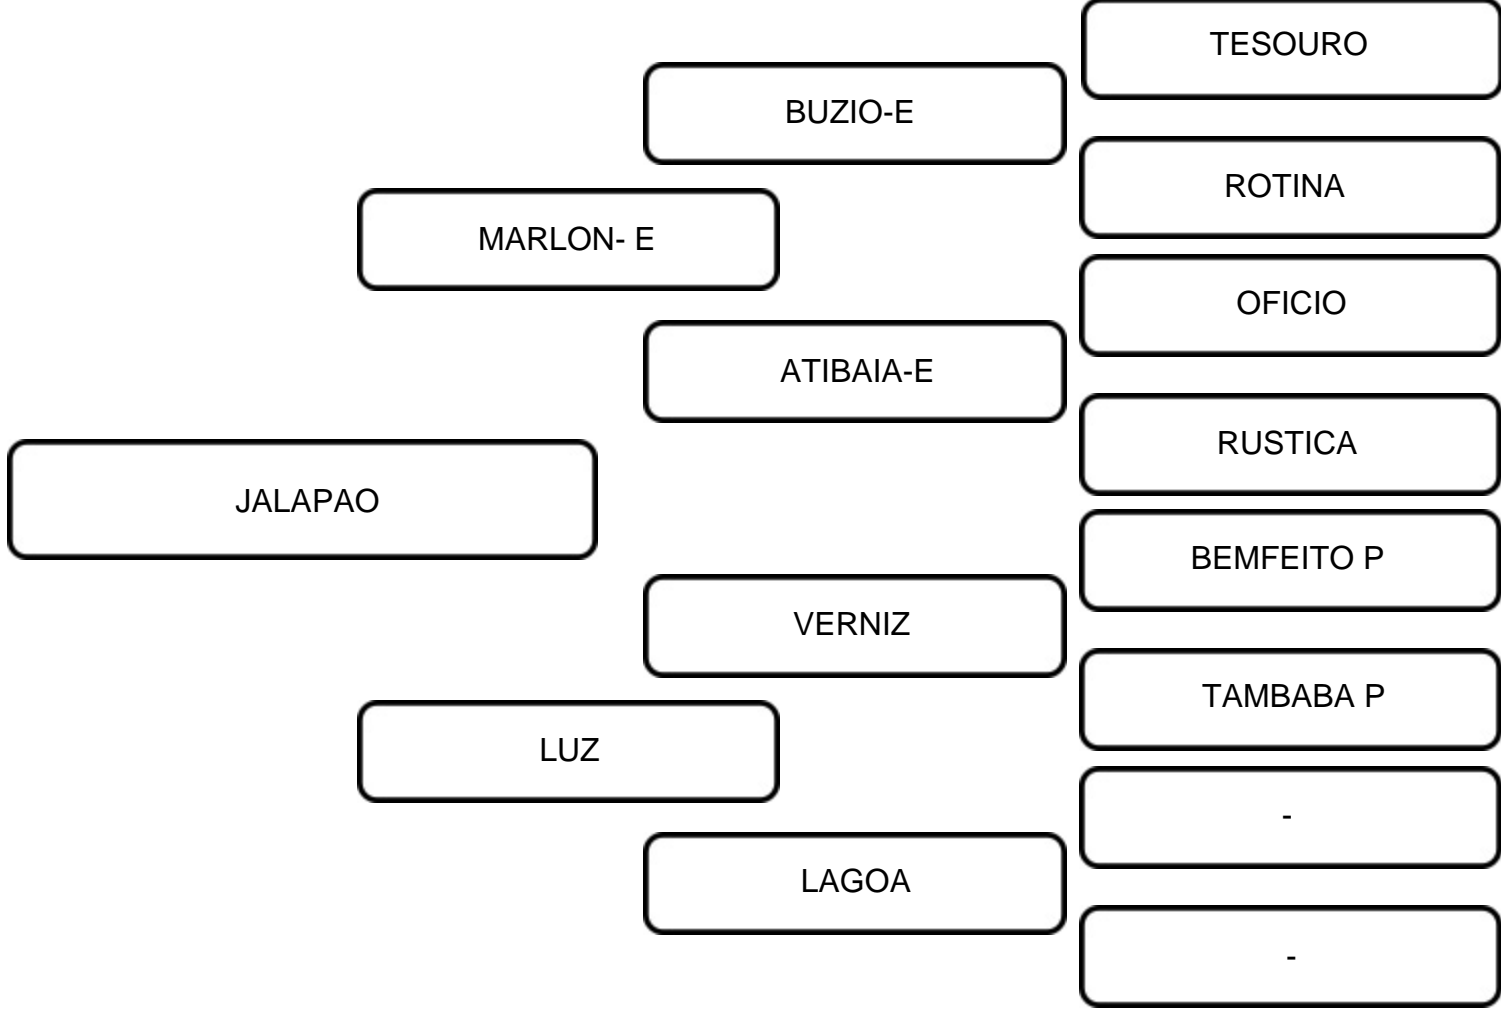 TESOURO
BUZIO-E
ROTINA
MARLON- E
OFICIO
ATIBAIA-E
RUSTICA
JALAPAO
BEMFEITO P
VERNIZ
TAMBABA P
LUZ
-
LAGOA
-